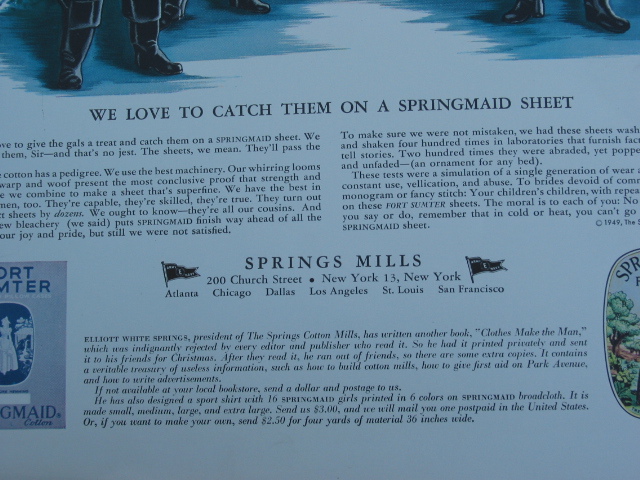 WE LOVE TO CATCH THEM ON A SPRINGMAID SHEET
ve to give the gals a treat and catch them on a SPRINGMAID sheet. We
them, Sir—and that's no jest. The sheets, we mean. They'll pass the
cotton has a pedigree. We use the best machinery. Our whirring looms
warp and woof present the most conclusive proof that strength and
e we combine to make a sheet that's superfine. We have the best in
men, too. They're capable, they're skilled, they're true. They turn out
ct sheets by dozens. We ought to know—they're all our cousins. And
ew bleachery (we said) puts SPRINGMAID finish way ahead of all the
our joy and pride, but still we were not satisfied.
To make sure we were not mistaken, we had these sheets wash
and shaken four hundred times in laboratories that furnish fact
tell stories. Two hundred times they were abraded, yet poppe
and unfaded—(an ornament for any bed).
These tests were a simulation of a single generation of wear a
constant use, vellication, and abuse. To brides devoid of com
monogram or fancy stitch: Your children's children, with repea
on these FORT SUMTER sheets. The moral is to each of you: No
you say or do, remember that in cold or heat, you can't go
SPRINGMAID sheet.
© 1949, The S
SPRINGS MILLS
200 Church Street • New York 13, New York
Atlanta Chicago Dallas Los Angeles St. Louis San Francisco
ELLIOTT WHITE SPRINGS, president of The Springs Cotton Mills, has written another book, "Clothes Make the Man,"
which was indignantly rejected by every editor and publisher who read it. So he had it printed privately and sent
it to his friends for Christmas. After they read it, he ran out of friends, so there are some extra copies. It contains
a veritable treasury of useless information, such as how to build cotton mills, how to give first aid on Park Avenue,
and how to write advertisements.
If not available at your local bookstore, send a dollar and postage to us.
He has also designed a sport shirt with 16 SPRINGMAID girls printed in 6 colors on SPRINGMAID broadcloth. It is
made small, medium, large, and extra large. Send us $3.00, and we will mail you one postpaid in the United States.
Or, if you want to make your own, send $2.50 for four yards of material 36 inches wide.
ORT
MTER
NGMAID
Cotton
SPR